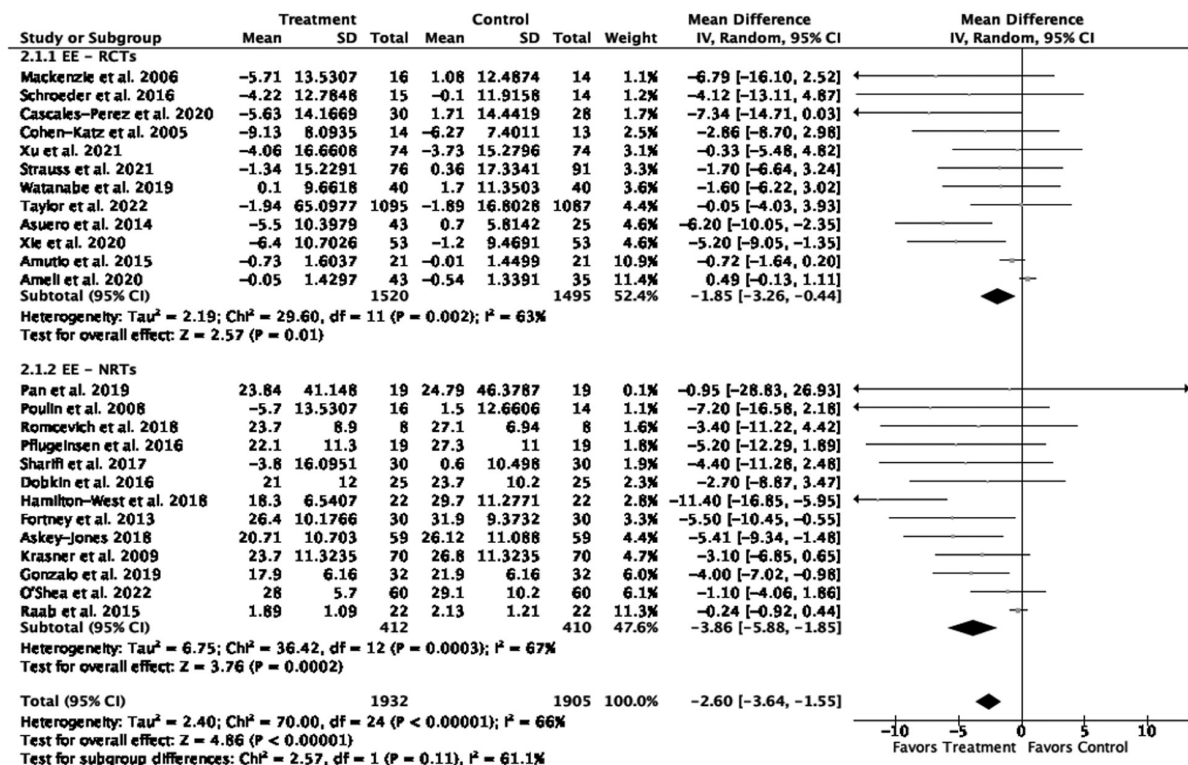 Treatment Control Mean Difference Mean Difference
Study or Subgroup Mean SD Total Mean SD Total Weight IV, Random, 95% CI IV, Random, 95% CI
2.1.1 EE – RCTs
Mackenzie et al. 2006 −5.71 13.5307 16 1.08 12.4874 14 1.1% −6.79 [−16.10, 2.52]
Schroeder et al. 2016 −4.22 12.7848 15 −0.1 11.9158 14 1.2% −4.12 [−13.11, 4.87]
Cascales-Perez et al. 2020 −5.63 14.1669 30 1.71 14.4419 28 1.7% −7.34 [−14.71, 0.03]
Cohen-Katz et al. 2005 −9.13 8.0935 14 −6.27 7.4011 13 2.5% −2.86 [−8.70, 2.98]
Xu et al. 2021 −4.06 16.6608 74 −3.73 15.2796 74 3.1% −0.33 [−5.48, 4.82]
Strauss et al. 2021 −1.34 15.2291 76 0.36 17.3341 91 3.3% −1.70 [−6.64, 3.24]
Watanabe et al. 2019 0.1 9.6618 40 1.7 11.3503 40 3.6% −1.60 [−6.22, 3.02]
Taylor et al. 2022 −1.94 65.0977 1095 −1.89 16.8028 1087 4.4% −0.05 [−4.03, 3.93]
Asuero et al. 2014 −5.5 10.3979 43 0.7 5.8142 25 4.6% −6.20 [−10.05, −2.35]
Xie et al. 2020 −6.4 10.7026 53 −1.2 9.4691 53 4.6% −5.20 [−9.05, −1.35]
Amutio et al. 2015 −0.73 1.6037 21 −0.01 1.4499 21 10.9% −0.72 [−1.64, 0.20]
Ameli et al. 2020 −0.05 1.4297 43 −0.54 1.3391 35 11.4% 0.49 [−0.13, 1.11]
Subtotal (95% CI) 1520 1495 52.4% −1.85 [−3.26, −0.44]
Heterogeneity: Tau² = 2.19; Chi² = 29.60, df = 11 (P = 0.002); I² = 63%
Test for overall effect: Z = 2.57 (P = 0.01)
2.1.2 EE – NRTs
Pan et al. 2019 23.84 41.148 19 24.79 46.3787 19 0.1% −0.95 [−28.83, 26.93]
Poulin et al. 2008 −5.7 13.5307 16 1.5 12.6606 14 1.1% −7.20 [−16.58, 2.18]
Romcevich et al. 2018 23.7 8.9 8 27.1 6.94 8 1.6% −3.40 [−11.22, 4.42]
Pflugeinsen et al. 2016 22.1 11.3 19 27.3 11 19 1.8% −5.20 [−12.29, 1.89]
Sharifi et al. 2017 −3.8 16.0951 30 0.6 10.498 30 1.9% −4.40 [−11.28, 2.48]
Dobkin et al. 2016 21 12 25 23.7 10.2 25 2.3% −2.70 [−8.87, 3.47]
Hamilton-West et al. 2018 18.3 6.5407 22 29.7 11.2771 22 2.8% −11.40 [−16.85, −5.95]
Fortney et al. 2013 26.4 10.1766 30 31.9 9.3732 30 3.3% −5.50 [−10.45, −0.55]
Askey-Jones 2018 20.71 10.703 59 26.12 11.088 59 4.4% −5.41 [−9.34, −1.48]
Krasner et al. 2009 23.7 11.3235 70 26.8 11.3235 70 4.7% −3.10 [−6.85, 0.65]
Gonzalo et al. 2019 17.9 6.16 32 21.9 6.16 32 6.0% −4.00 [−7.02, −0.98]
O'Shea et al. 2022 28 5.7 60 29.1 10.2 60 6.1% −1.10 [−4.06, 1.86]
Raab et al. 2015 1.89 1.09 22 2.13 1.21 22 11.3% −0.24 [−0.92, 0.44]
Subtotal (95% CI) 412 410 47.6% −3.86 [−5.88, −1.85]
Heterogeneity: Tau² = 6.75; Chi² = 36.42, df = 12 (P = 0.0003); I² = 67%
Test for overall effect: Z = 3.76 (P = 0.0002)
Total (95% CI) 1932 1905 100.0% −2.60 [−3.64, −1.55]
Heterogeneity: Tau² = 2.40; Chi² = 70.00, df = 24 (P < 0.00001); I² = 66%
Test for overall effect: Z = 4.86 (P < 0.00001)
Test for subgroup differences: Chi² = 2.57, df = 1 (P = 0.11), I² = 61.1%
−10 −5 0 5 10
Favors Treatment Favors Control